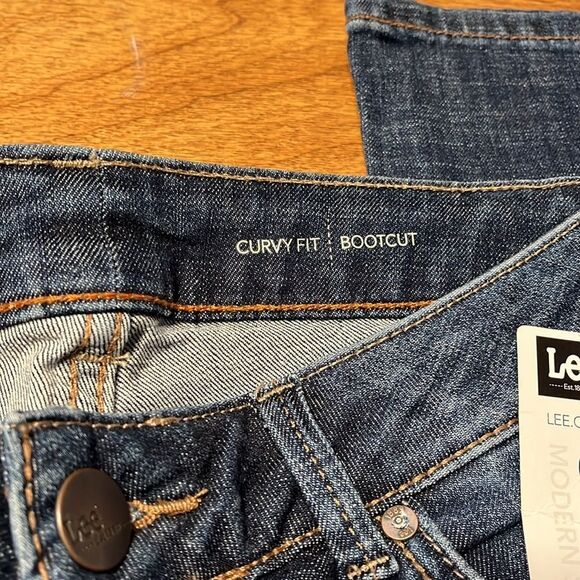 CURVY FIT | BOOTCUT
Lee
Est.18
LEE.C
MODERN
Lee